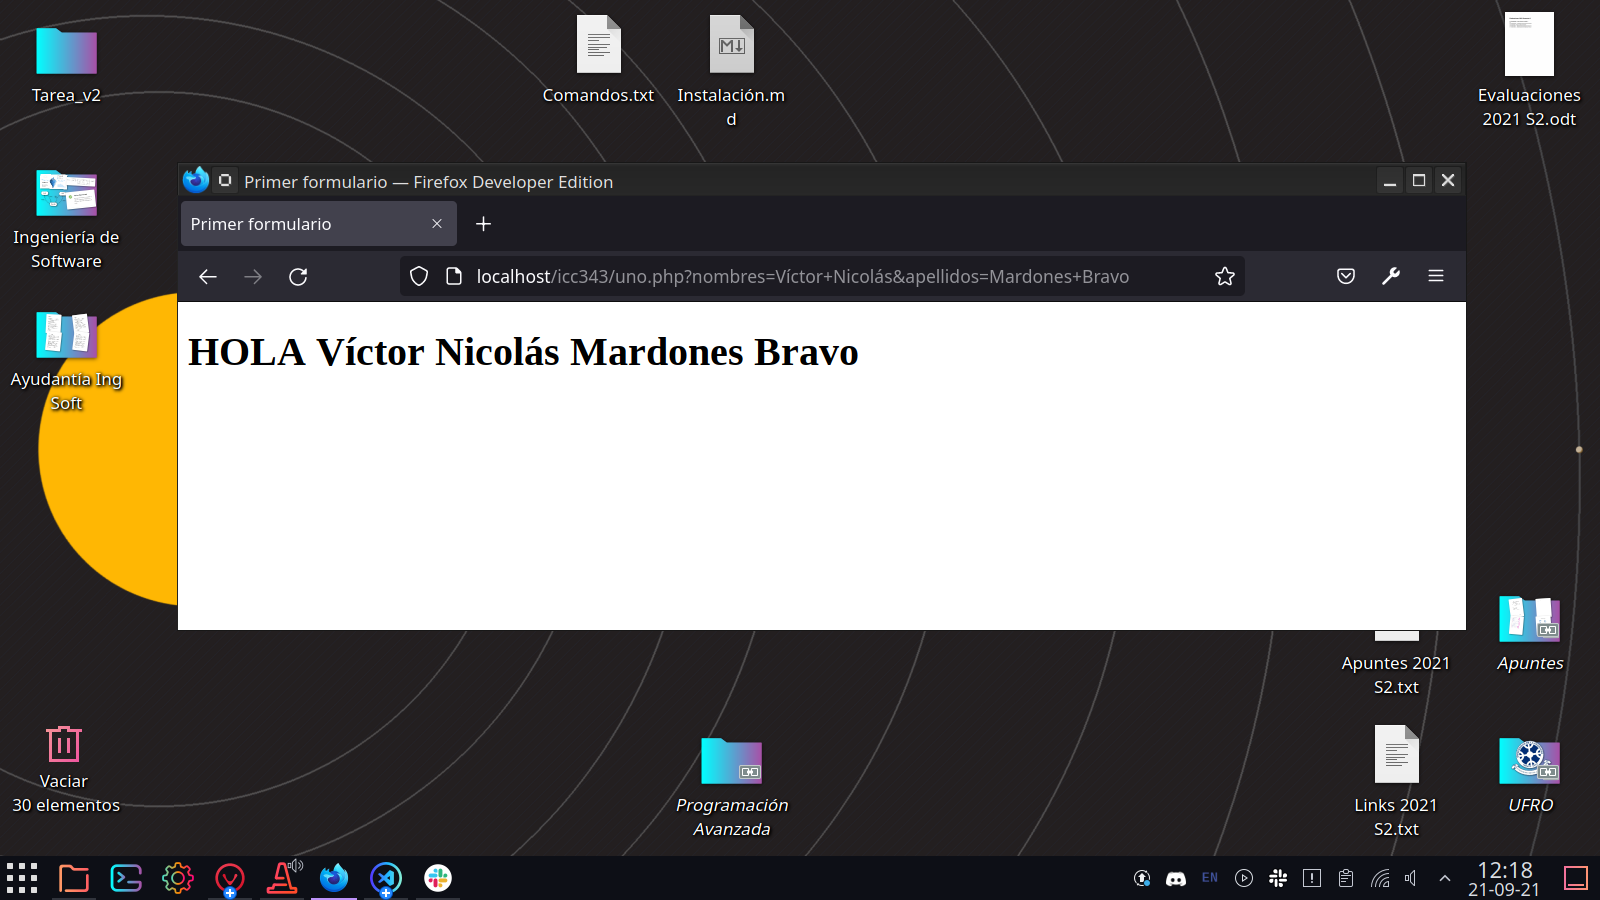 Tarea_v2
Comandos.txt
Instalación.m
d
Evaluaciones
2021 S2.odt
Ingeniería de
Software
Ayudantía Ing
Soft
Primer formulario — Firefox Developer Edition
Primer formulario
localhost/icc343/uno.php?nombres=Víctor+Nicolás&apellidos=Mardones+Bravo
HOLA Víctor Nicolás Mardones Bravo
Apuntes 2021
S2.txt
Apuntes
Vaciar
30 elementos
Programación
Avanzada
Links 2021
S2.txt
UFRO
EN
12:18
21-09-21